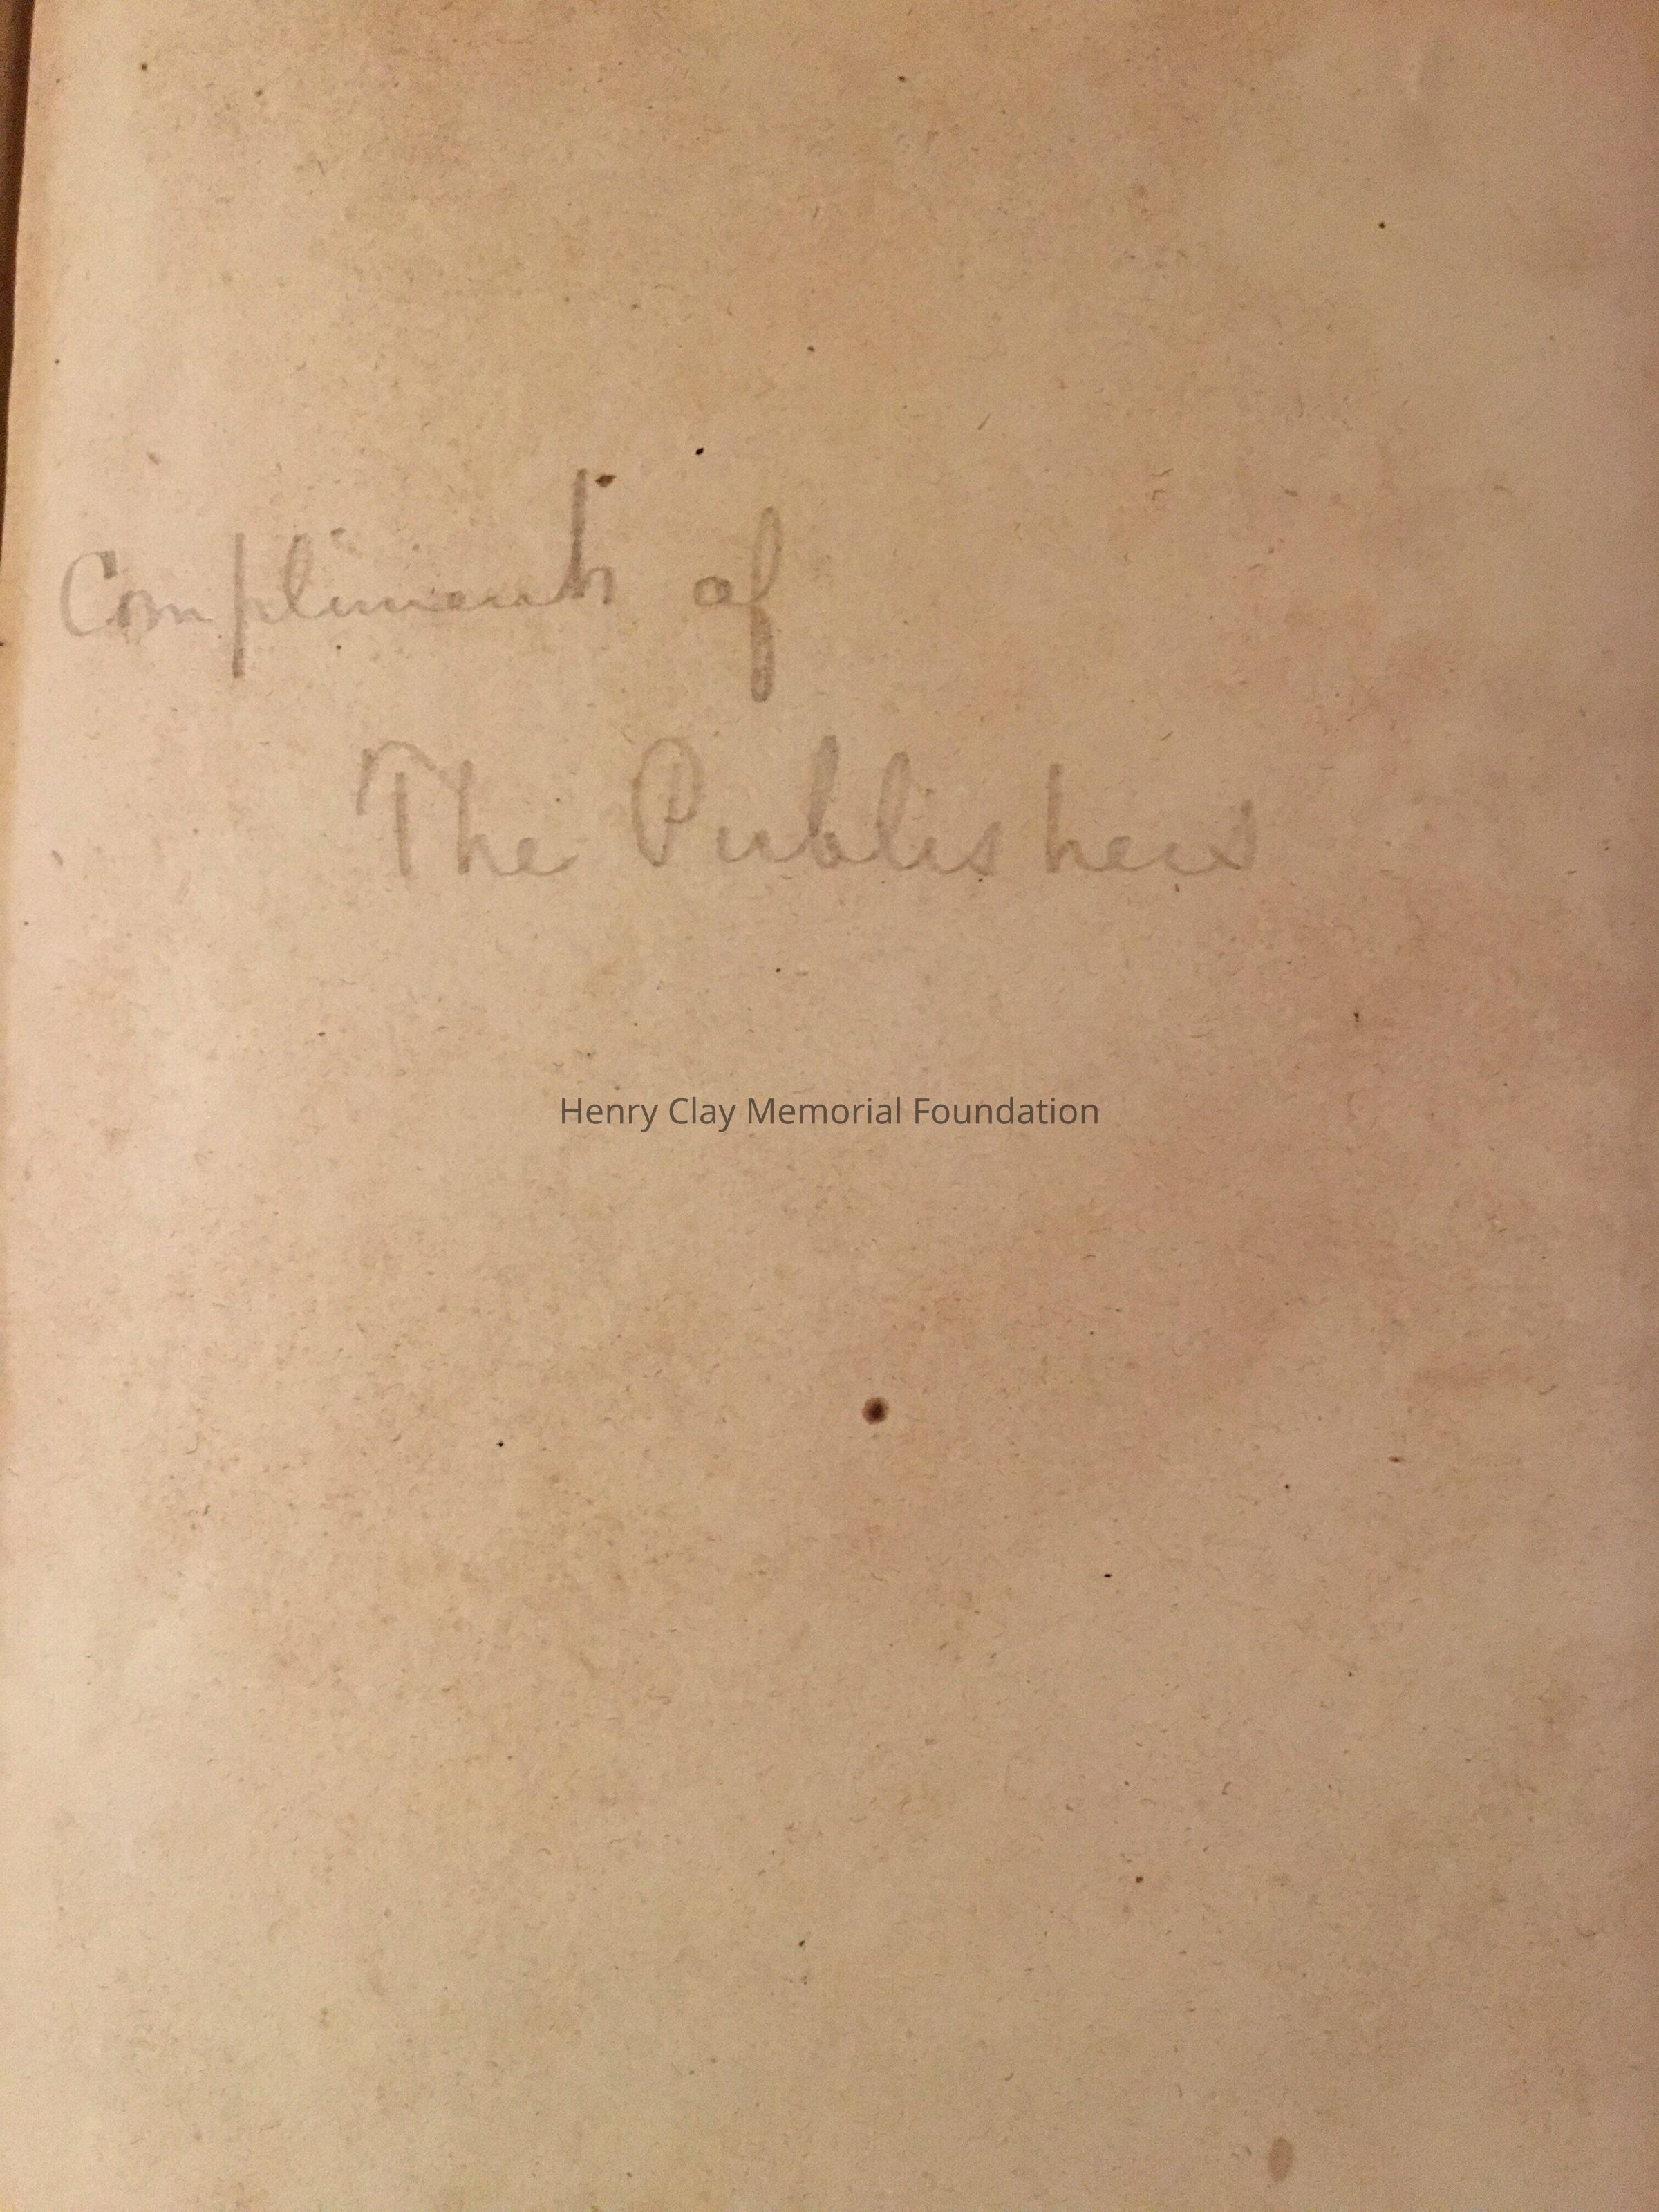 Compliments of
The Publishers
Henry Clay Memorial Foundation